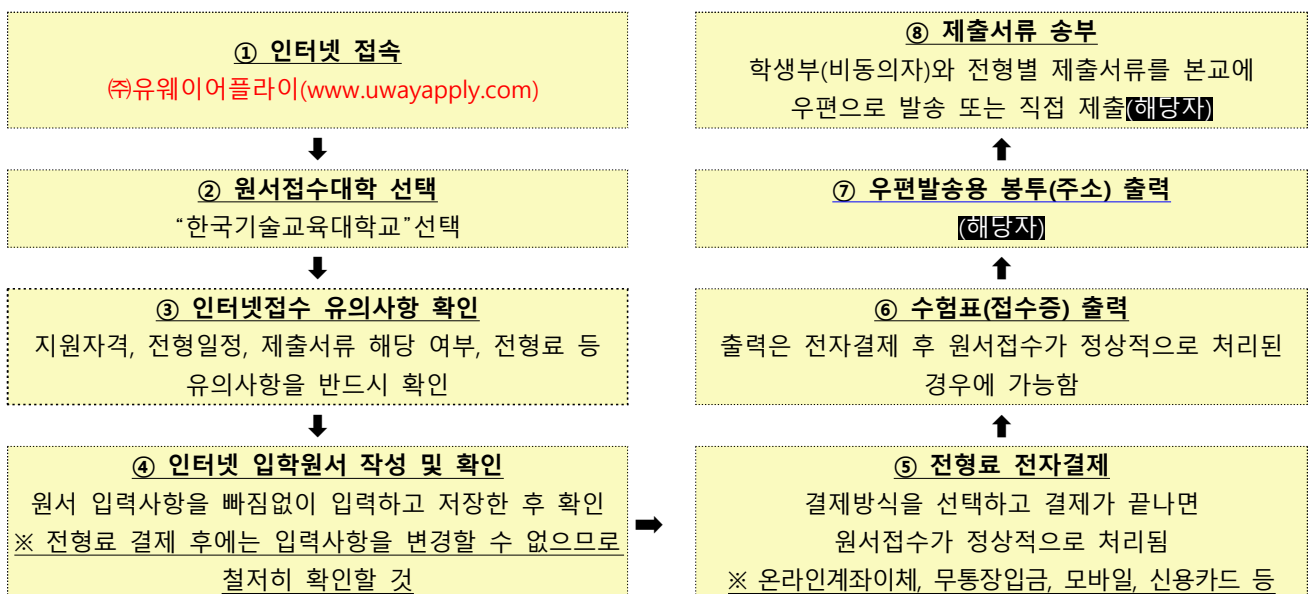 ① 인터넷 접속
㈜유웨이어플라이(www.uwayapply.com)
② 원서접수대학 선택
“한국기술교육대학교”선택
③ 인터넷접수 유의사항 확인
지원자격, 전형일정, 제출서류 해당 여부, 전형료 등
유의사항을 반드시 확인
④ 인터넷 입학원서 작성 및 확인
원서 입력사항을 빠짐없이 입력하고 저장한 후 확인
※ 전형료 결제 후에는 입력사항을 변경할 수 없으므로
철저히 확인할 것
⑤ 전형료 전자결제
결제방식을 선택하고 결제가 끝나면
원서접수가 정상적으로 처리됨
※ 온라인계좌이체, 무통장입금, 모바일, 신용카드 등
⑥ 수험표(접수증) 출력
출력은 전자결제 후 원서접수가 정상적으로 처리된
경우에 가능함
⑦ 우편발송용 봉투(주소) 출력
(해당자)
⑧ 제출서류 송부
학생부(비동의자)와 전형별 제출서류를 본교에
우편으로 발송 또는 직접 제출(해당자)